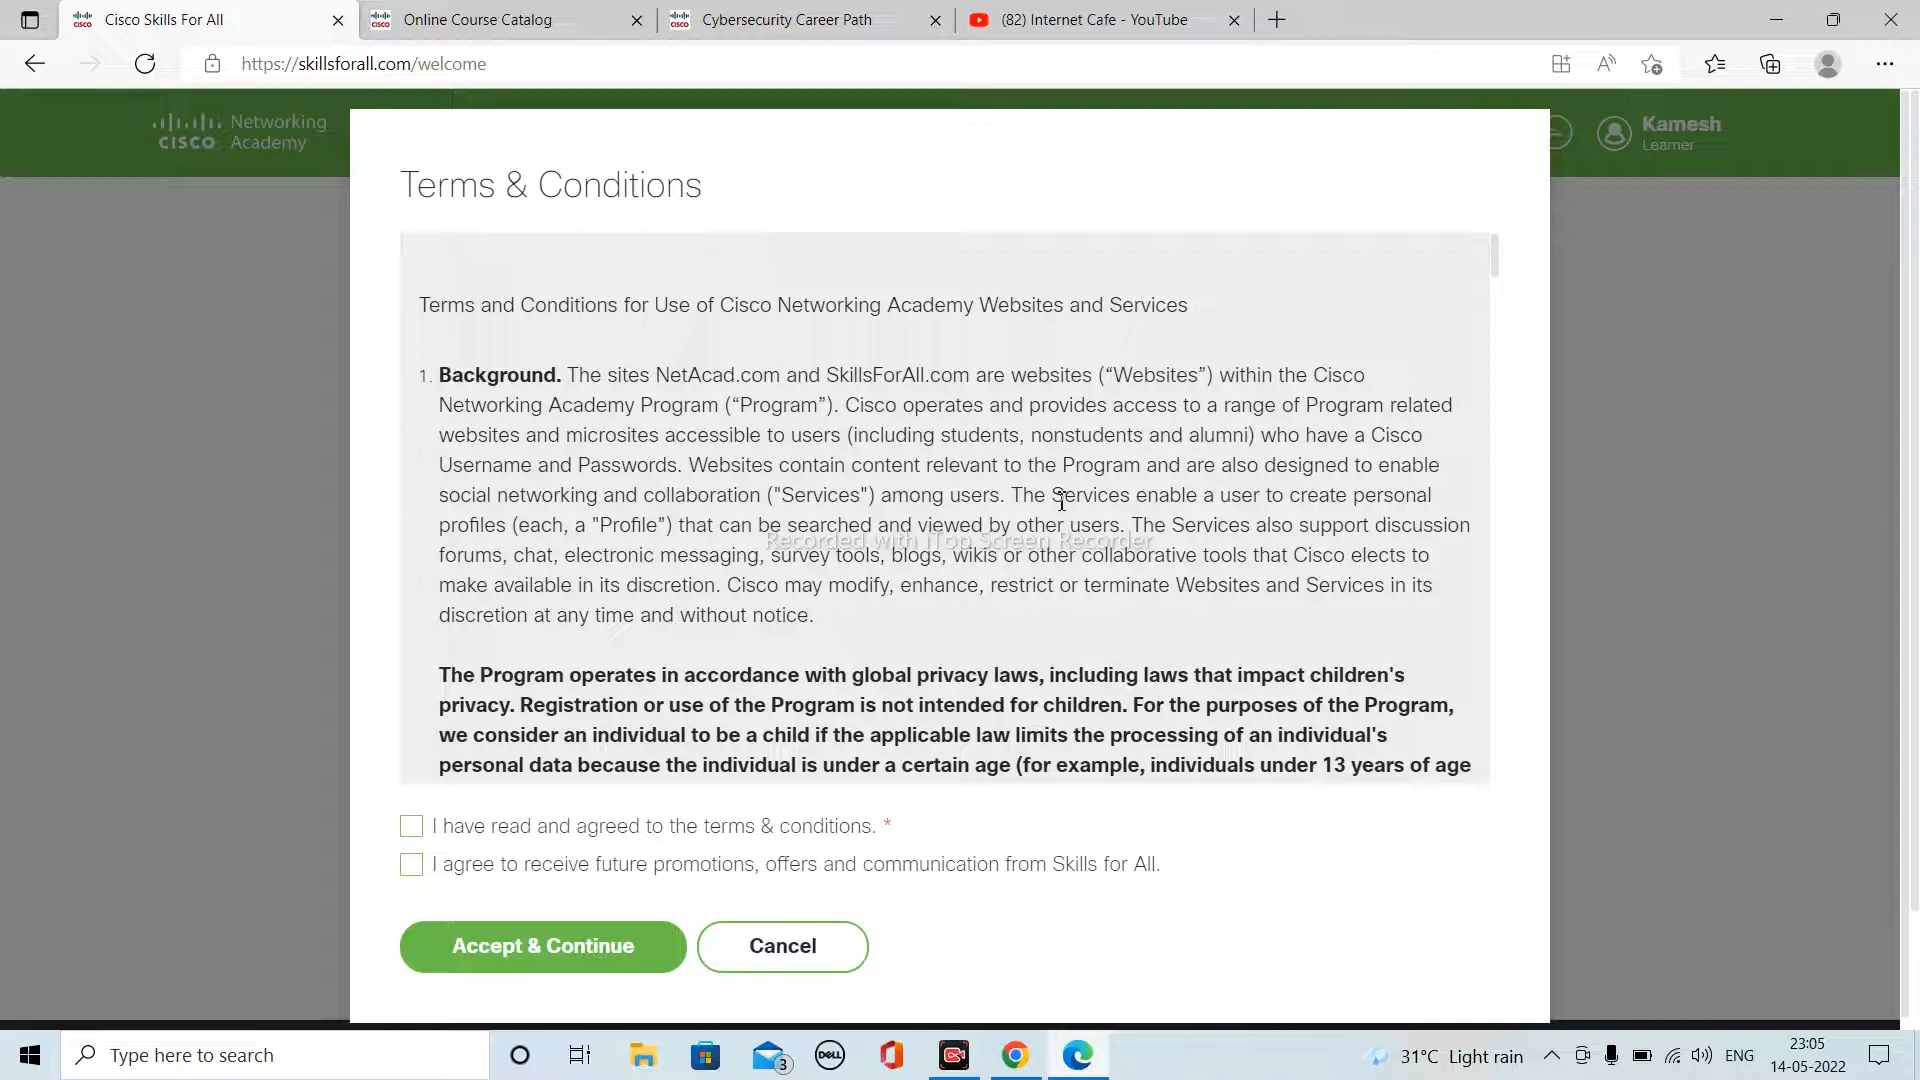 Cisco Skills For All
Online Course Catalog
Cybersecurity Career Path
(82) Internet Cafe - YouTube
https://skillsforall.com/welcome
Networking
CISCO Academy
Kamesh
Learner
Terms & Conditions
Terms and Conditions for Use of Cisco Networking Academy Websites and Services
1. Background. The sites NetAcad.com and SkillsForAll.com are websites (“Websites”) within the Cisco
Networking Academy Program (“Program”). Cisco operates and provides access to a range of Program related
websites and microsites accessible to users (including students, nonstudents and alumni) who have a Cisco
Username and Passwords. Websites contain content relevant to the Program and are also designed to enable
social networking and collaboration ("Services") among users. The Services enable a user to create personal
profiles (each, a "Profile") that can be searched and viewed by other users. The Services also support discussion
Recorded with iTop Screen Recorder
forums, chat, electronic messaging, survey tools, blogs, wikis or other collaborative tools that Cisco elects to
make available in its discretion. Cisco may modify, enhance, restrict or terminate Websites and Services in its
discretion at any time and without notice.
The Program operates in accordance with global privacy laws, including laws that impact children's
privacy. Registration or use of the Program is not intended for children. For the purposes of the Program,
we consider an individual to be a child if the applicable law limits the processing of an individual's
personal data because the individual is under a certain age (for example, individuals under 13 years of age
I have read and agreed to the terms & conditions. *
I agree to receive future promotions, offers and communication from Skills for All.
Accept & Continue
Cancel
Type here to search
3
DELL
31°C Light rain
ENG
23:05
14-05-2022